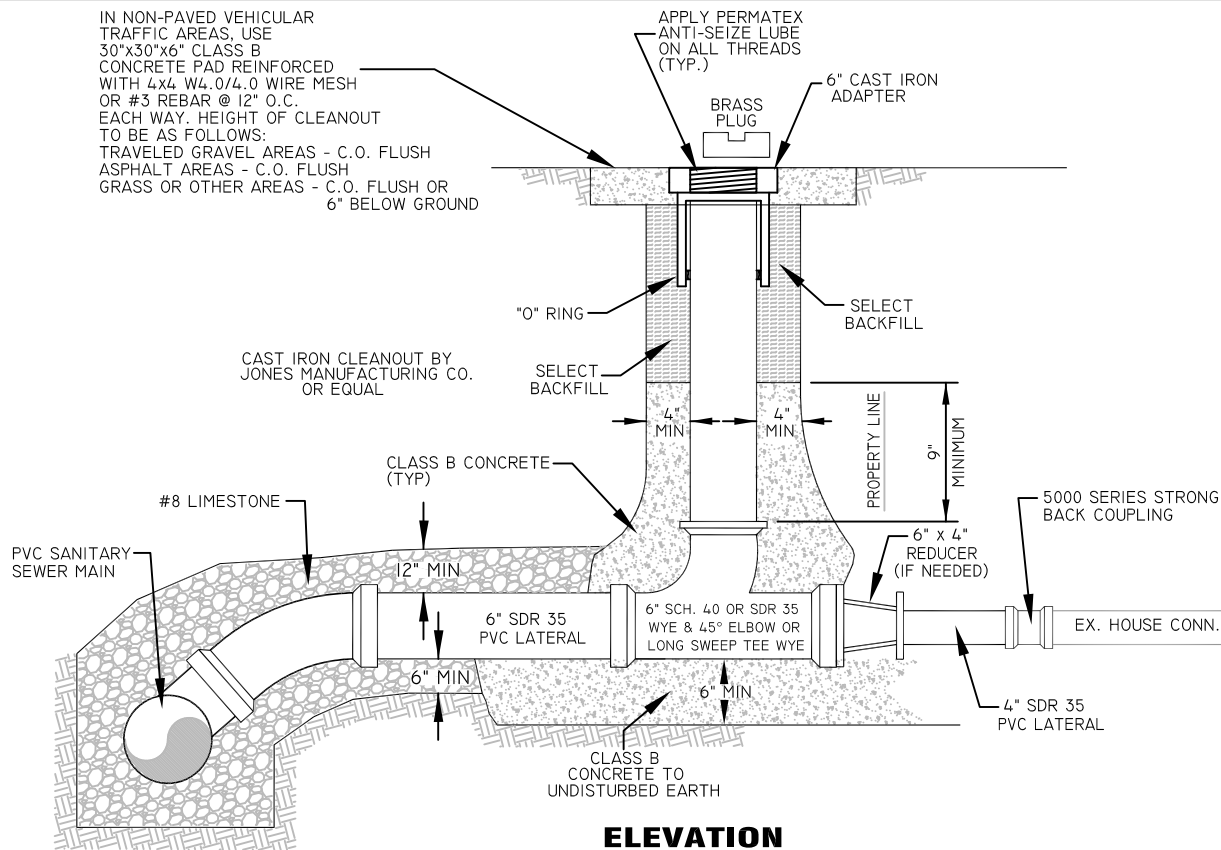 IN NON-PAVED VEHICULAR
TRAFFIC AREAS, USE
30"x30"x6" CLASS B
CONCRETE PAD REINFORCED
WITH 4x4 W4.0/4.0 WIRE MESH
OR #3 REBAR @ 12" O.C.
EACH WAY. HEIGHT OF CLEANOUT
TO BE AS FOLLOWS:
TRAVELED GRAVEL AREAS - C.O. FLUSH
ASPHALT AREAS - C.O. FLUSH
GRASS OR OTHER AREAS - C.O. FLUSH OR
6" BELOW GROUND
APPLY PERMATEX
ANTI-SEIZE LUBE
ON ALL THREADS
(TYP.)
6" CAST IRON
ADAPTER
BRASS
PLUG
"O" RING
SELECT
BACKFILL
CAST IRON CLEANOUT BY
JONES MANUFACTURING CO.
OR EQUAL
SELECT
BACKFILL
4"
MIN
4"
MIN
PROPERTY LINE
9"
MINIMUM
CLASS B CONCRETE
(TYP)
#8 LIMESTONE
5000 SERIES STRONG
BACK COUPLING
PVC SANITARY
SEWER MAIN
6" x 4"
REDUCER
(IF NEEDED)
12" MIN
6" SDR 35
PVC LATERAL
6" SCH. 40 OR SDR 35
WYE & 45° ELBOW OR
LONG SWEEP TEE WYE
EX. HOUSE CONN.
6" MIN
6" MIN
4" SDR 35
PVC LATERAL
CLASS B
CONCRETE TO
UNDISTURBED EARTH
ELEVATION